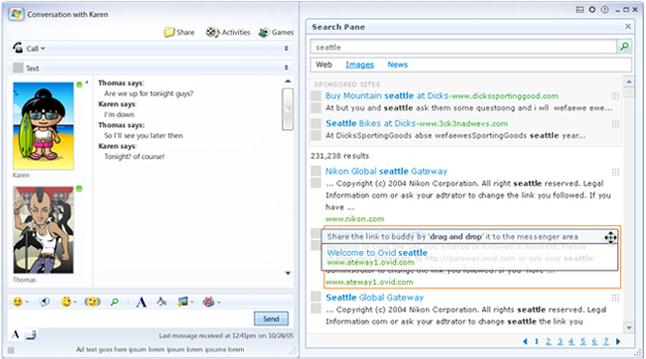 Conversation with Karen
Share
Activities
Games
Call
Text
Thomas says:
Are we up for tonight guys?
Karen says:
I'm down
Thomas says:
So I'll see you later then
Karen says:
Tonight? of course!
Karen
Thomas
Send
Last message received at 12:41pm on 10/28/05
Ad text goes here ipsum lorem ipsum lorem ipsume lorem
Search Pane
seattle
Web Images News
SPONSORED SITES
Buy Mountain seattle at Dicks-www.dickssportinggood.com
At but you and seattle ask them some questoong and i wll wefaewe ewe...
Seattle Bikes at Dicks-www.3ck3nadwevs.com
At DicksSportingGoods abse wefaewesSportingGoods seattle year...
231,238 results
Nikon Global seattle Gateway
... Copyright (c) 2004 Nikon Corporation. All right seattle reserved. Legal
Information com or ask your adtrator to change the link you followed. If you
have ...
www.nikon.com
Share the link to buddy by 'drag and drop' it to the messenger area
Welcome to Ovid seattle
www.ateway1.ovid.com
administrator to change the link you followed. If you have ...
www.ateway1.ovid.com
Seattle Global Gateway
... Copyright (c) 2004 Nikon Corporation. All rights seattle reserved. Legal
Information com or ask your adtrator to change seattle the link you
1 2 3 4 5 6 7